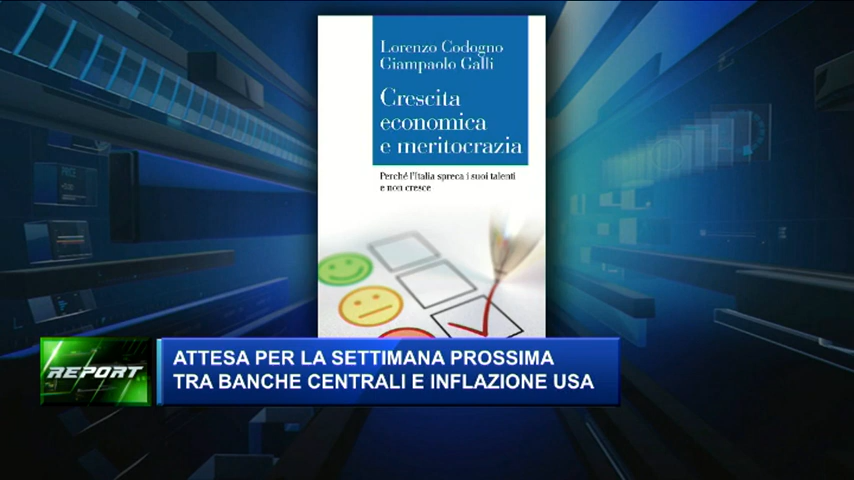 Lorenzo Codogno
Giampaolo Galli
Crescita
economica
e meritocrazia
Perché l'Italia spreca i suoi talenti
e non cresce
REPORT
ATTESA PER LA SETTIMANA PROSSIMA
TRA BANCHE CENTRALI E INFLAZIONE USA